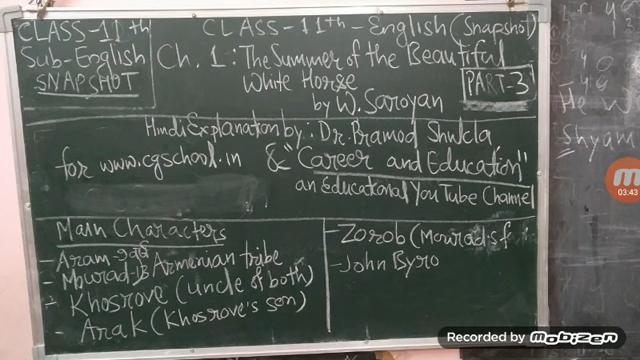 CLASS-11th
Sub-English
SNAPSHOT
CLASS-11th-English (Snapshot)
Ch. 1: The Summer of the Beautiful
White Horse
by W. Saroyan
PART-3
Hindi Explanation by: Dr. Pramod Shukla
for www.cgschool.in & "Career and Education"
an Educational YouTube Channel
Main Characters
- Aram-9
- Mourad-13 Armenian tribe
- Khosrove (uncle of both)
- Arak (Khosrove's son)
- Zorob (Mourad's f
- John Byro
He w
Shyam
03:43
Recorded by mobizen